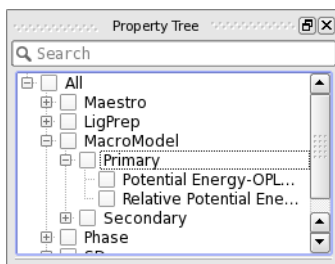 Property Tree
Search
All
Maestro
LigPrep
MacroModel
Primary
Potential Energy-OPL...
Relative Potential Ene...
Secondary
Phase